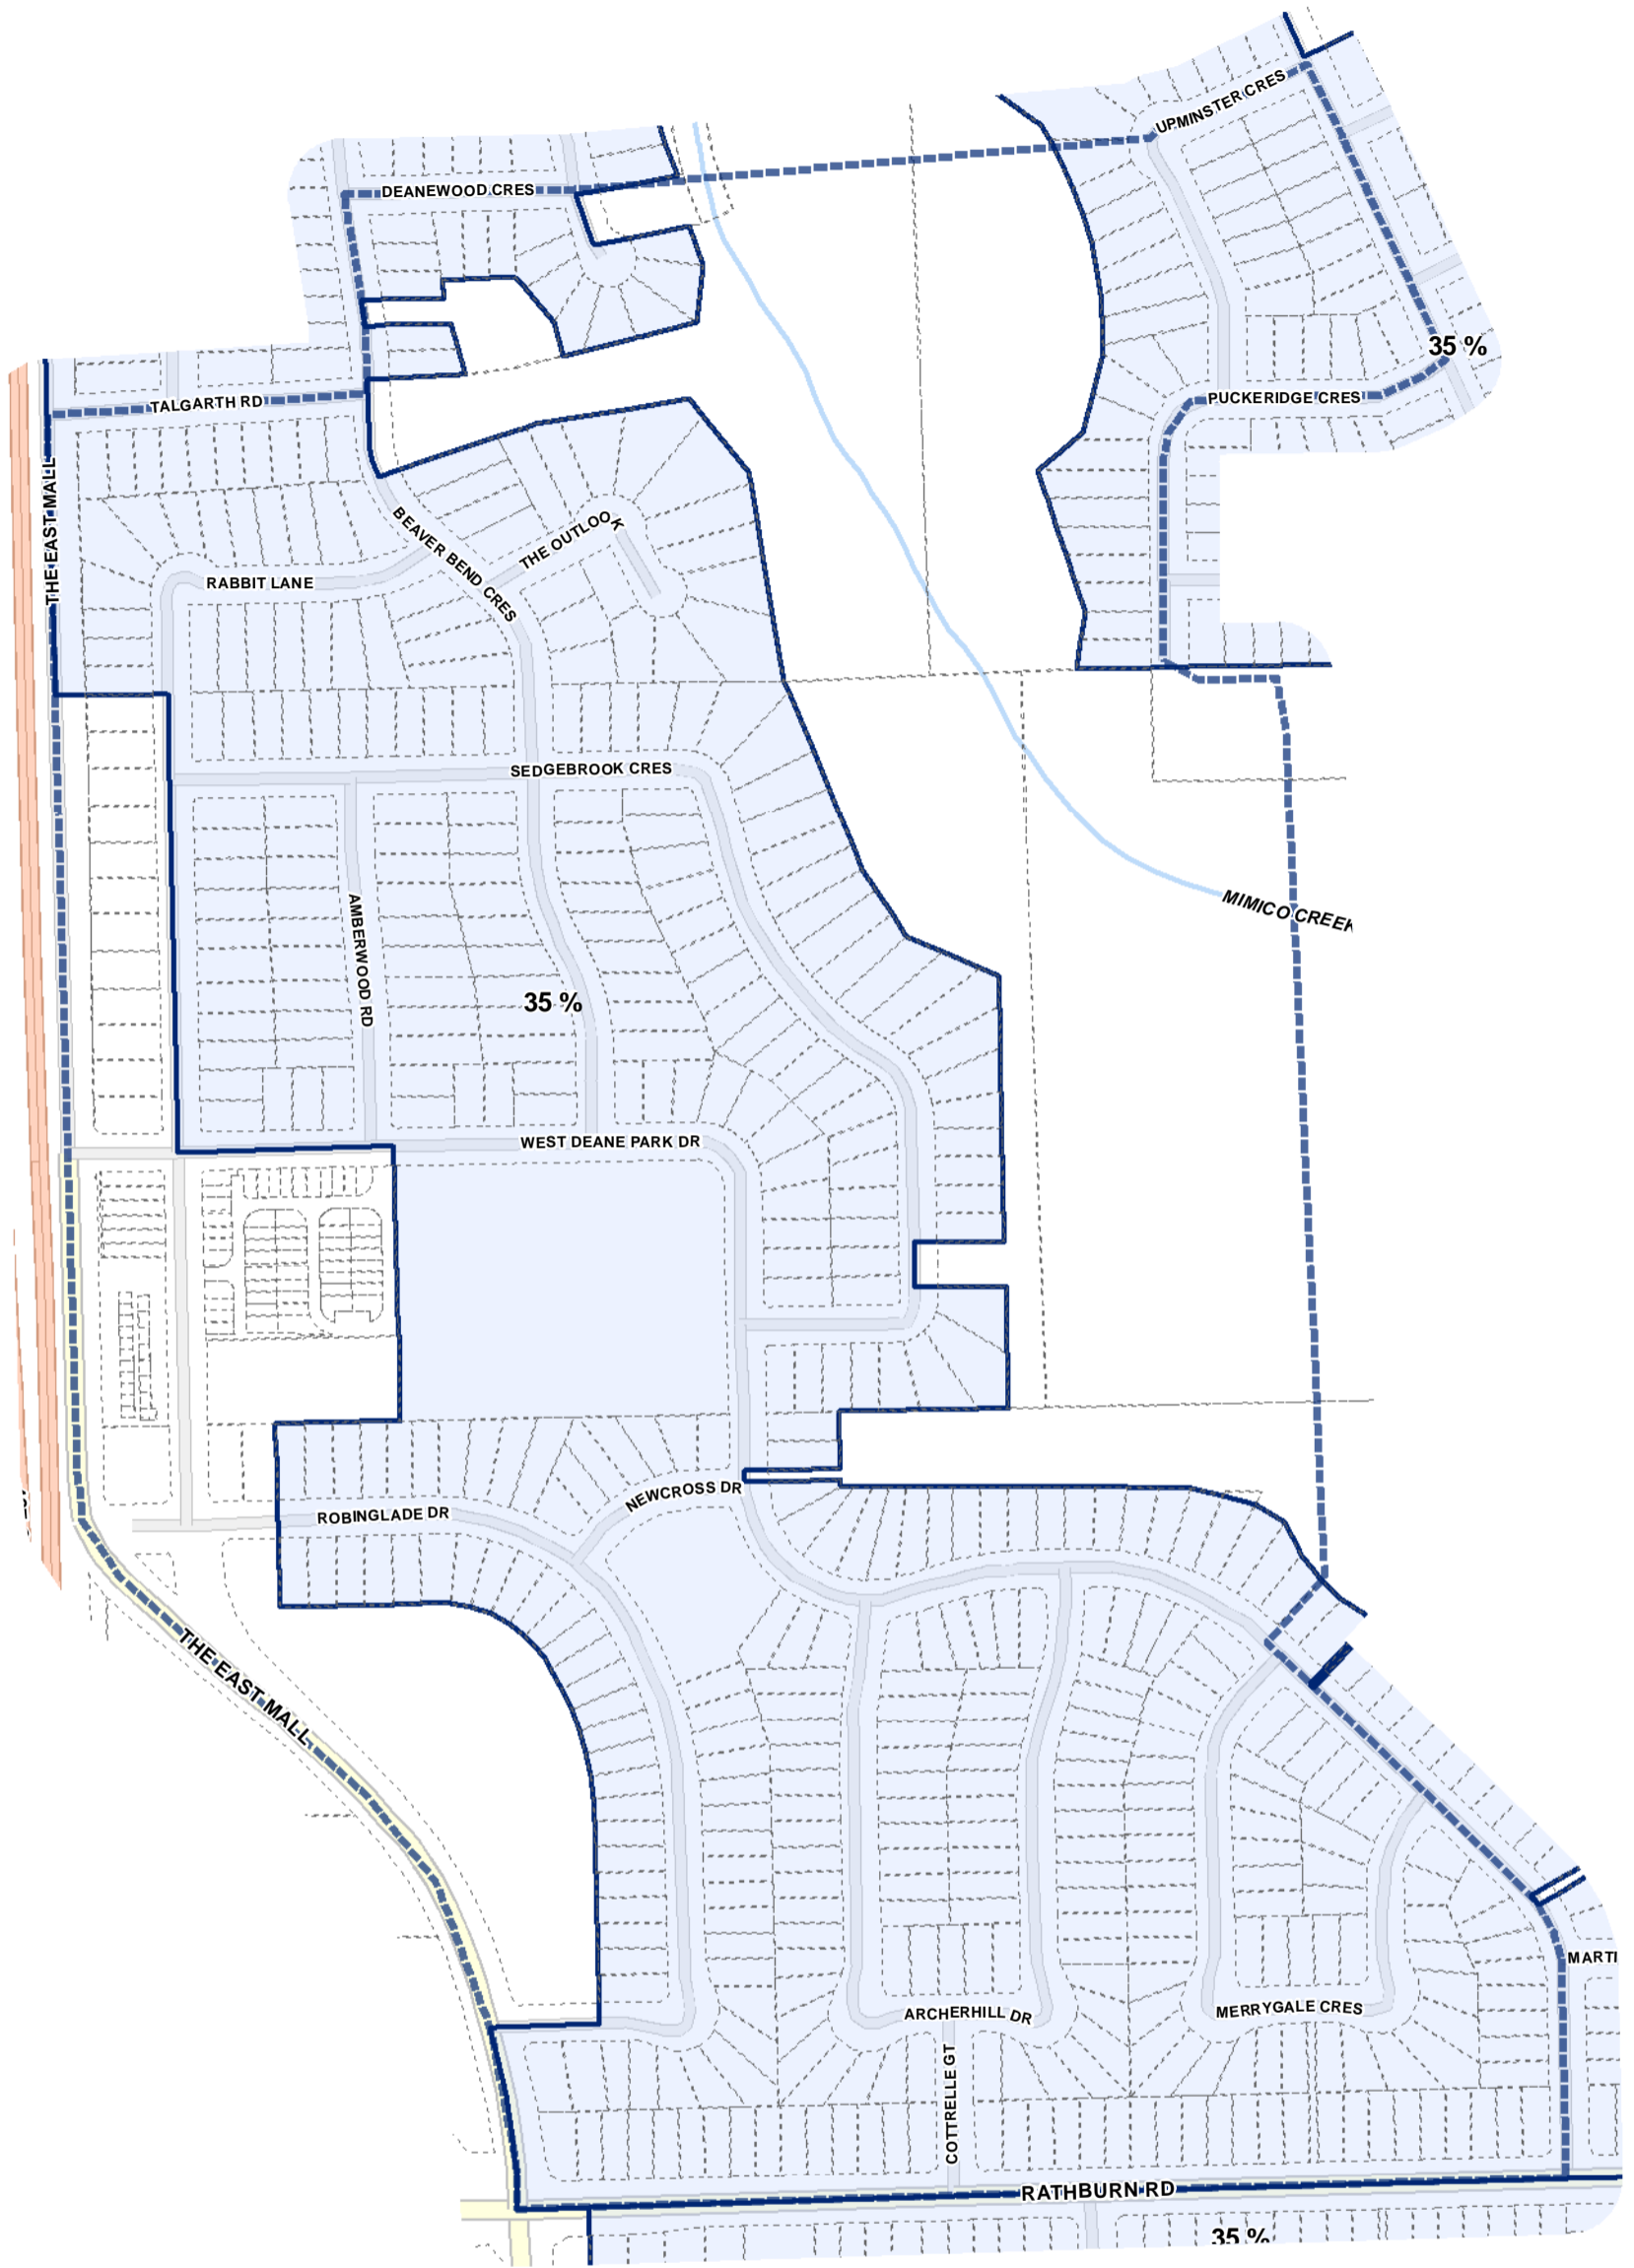 UPMINSTER CRES
DEANEWOOD CRES
35 %
PUCKERIDGE CRES
TALGARTH RD
THE EAST MALL
BEAVER BEND CRES
THE OUTLOOK
RABBIT LANE
SEDGEBROOK CRES
MIMICO CREEK
AMBERWOOD RD
35 %
WEST DEANE PARK DR
NEWCROSS DR
ROBINGLADE DR
THE EAST MALL
MARTI
ARCHERHILL DR
MERRYGALE CRES
COTTRELLE GT
RATHBURN RD
35 %